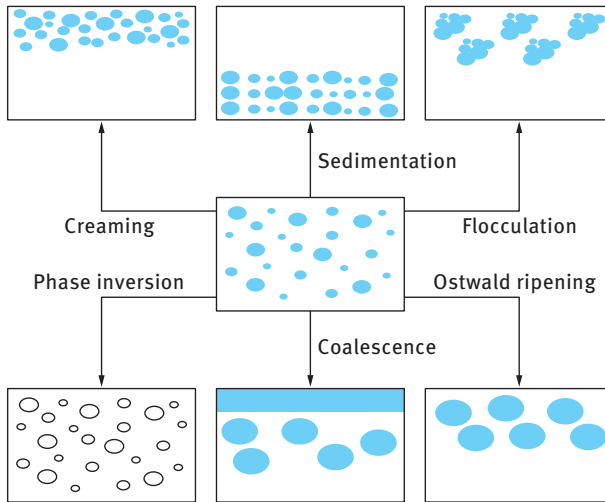 Sedimentation
Creaming
Flocculation
Phase inversion
Ostwald ripening
Coalescence